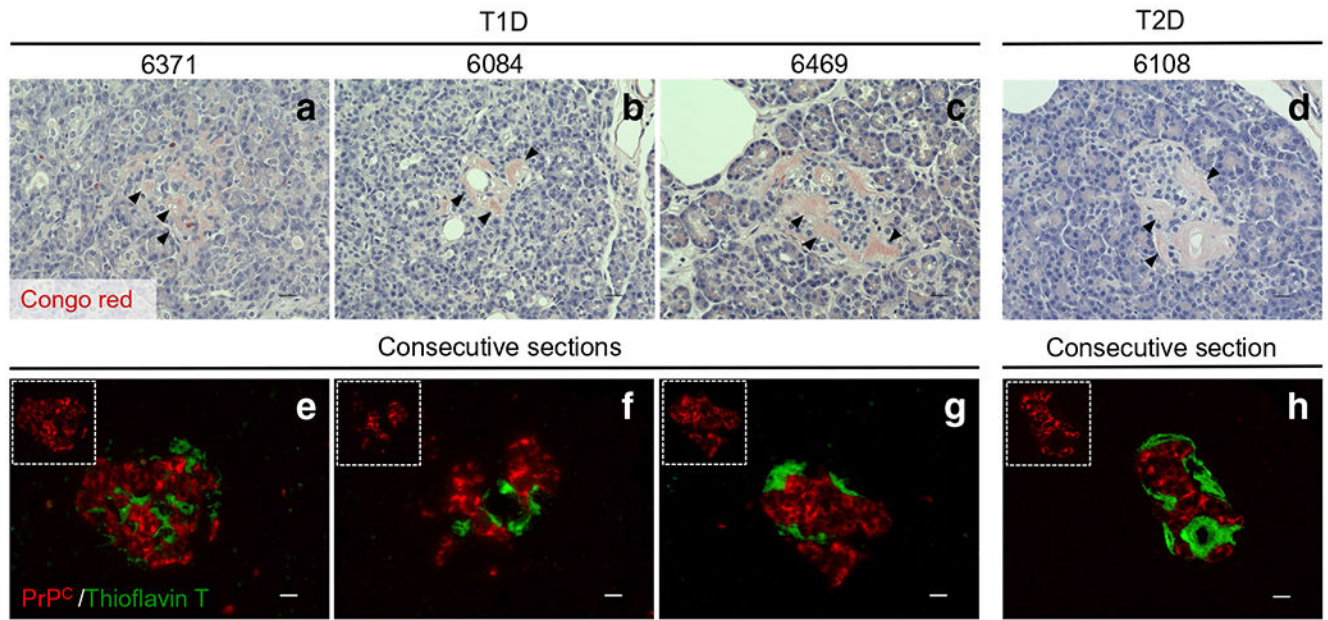 T1D
T2D
6371
6084
6469
6108
a
b
c
d
Congo red
Consecutive sections
Consecutive section
e
f
g
h
PrPᶜ/Thioflavin T